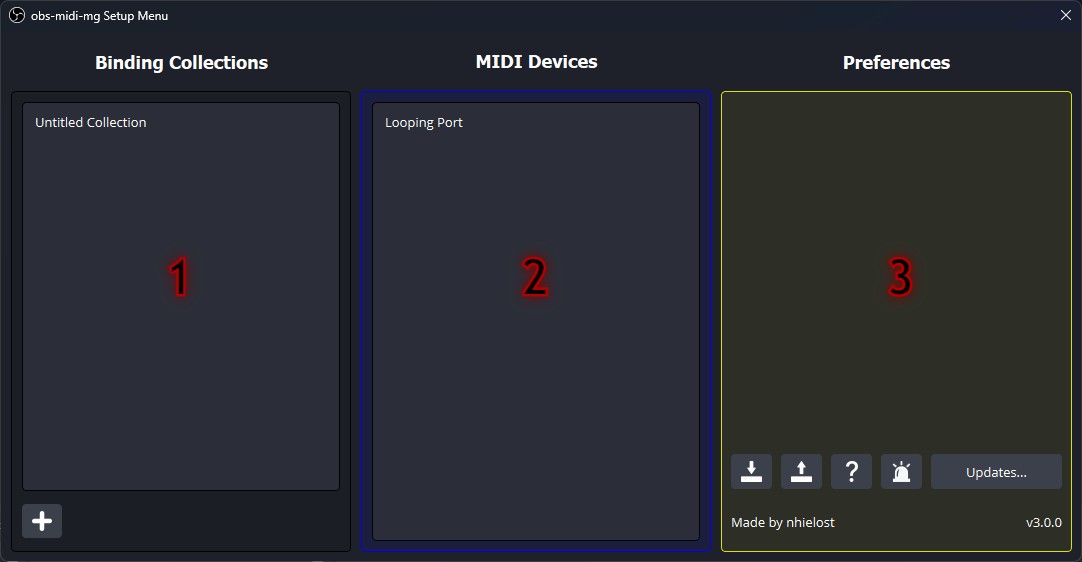 obs-midi-mg Setup Menu
Binding Collections
MIDI Devices
Preferences
Untitled Collection
Looping Port
1
2
3
?
Updates...
Made by nhielost
v3.0.0